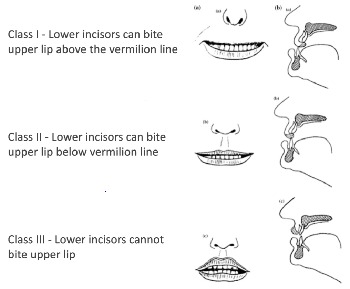 (a)
(b)
(a)
(a)
Class I - Lower incisors can bite
upper lip above the vermilion line
(b)
(b)
Class II - Lower incisors can bite
upper lip below vermilion line
(c)
(c)
Class III - Lower incisors cannot
bite upper lip